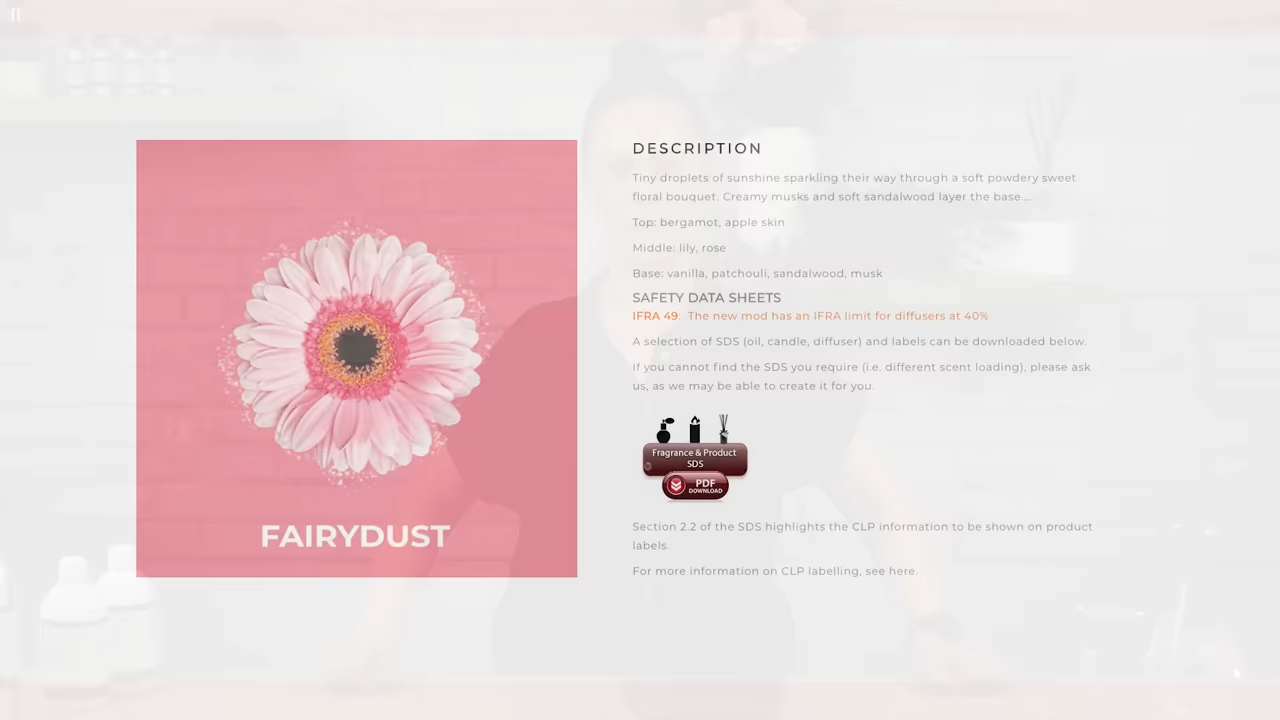 DESCRIPTION
Tiny droplets of sunshine sparkling their way through a soft powdery sweet
floral bouquet. Creamy musks and soft sandalwood layer the base....
Top: bergamot, apple skin
Middle: lily, rose
Base: vanilla, patchouli, sandalwood, musk
SAFETY DATA SHEETS
IFRA 49: The new mod has an IFRA limit for diffusers at 40%
A selection of SDS (oil, candle, diffuser) and labels can be downloaded below.
If you cannot find the SDS you require (i.e. different scent loading), please ask
us, as we may be able to create it for you.
Fragrance & Product
SDS
PDF
DOWNLOAD
Section 2.2 of the SDS highlights the CLP information to be shown on product
labels.
For more information on CLP labelling, see here.
FAIRYDUST